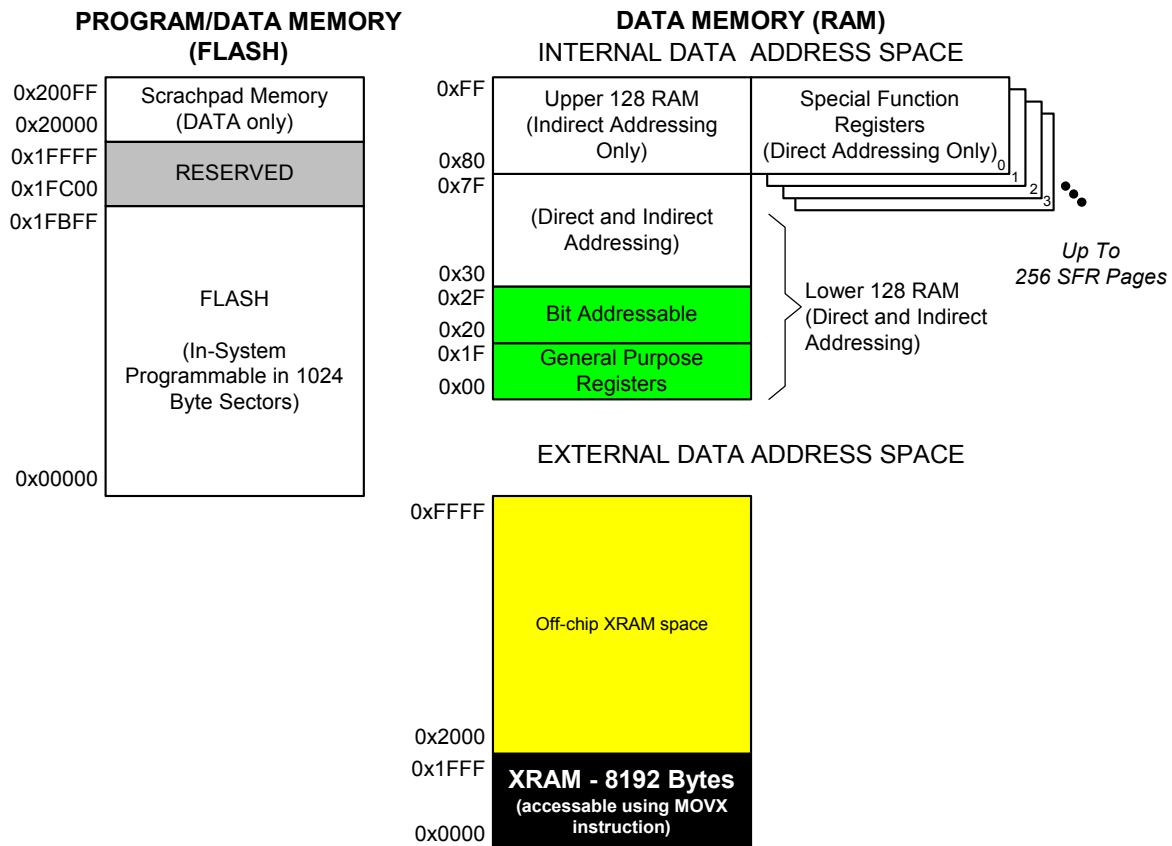 PROGRAM/DATA MEMORY
(FLASH)
0x200FF
Scrachpad Memory
(DATA only)
0x20000
0x1FFFF
RESERVED
0x1FC00
0x1FBFF
FLASH
(In-System
Programmable in 1024
Byte Sectors)
0x00000
DATA MEMORY (RAM)
INTERNAL DATA ADDRESS SPACE
0xFF
Upper 128 RAM
(Indirect Addressing
Only)
0x80
Special Function
Registers
(Direct Addressing Only)
0
1
2
3
Up To
256 SFR Pages
0x7F
(Direct and Indirect
Addressing)
0x30
0x2F
Bit Addressable
0x20
0x1F
General Purpose
Registers
0x00
Lower 128 RAM
(Direct and Indirect
Addressing)
EXTERNAL DATA ADDRESS SPACE
0xFFFF
Off-chip XRAM space
0x2000
0x1FFF
XRAM - 8192 Bytes
(accessable using MOVX
instruction)
0x0000